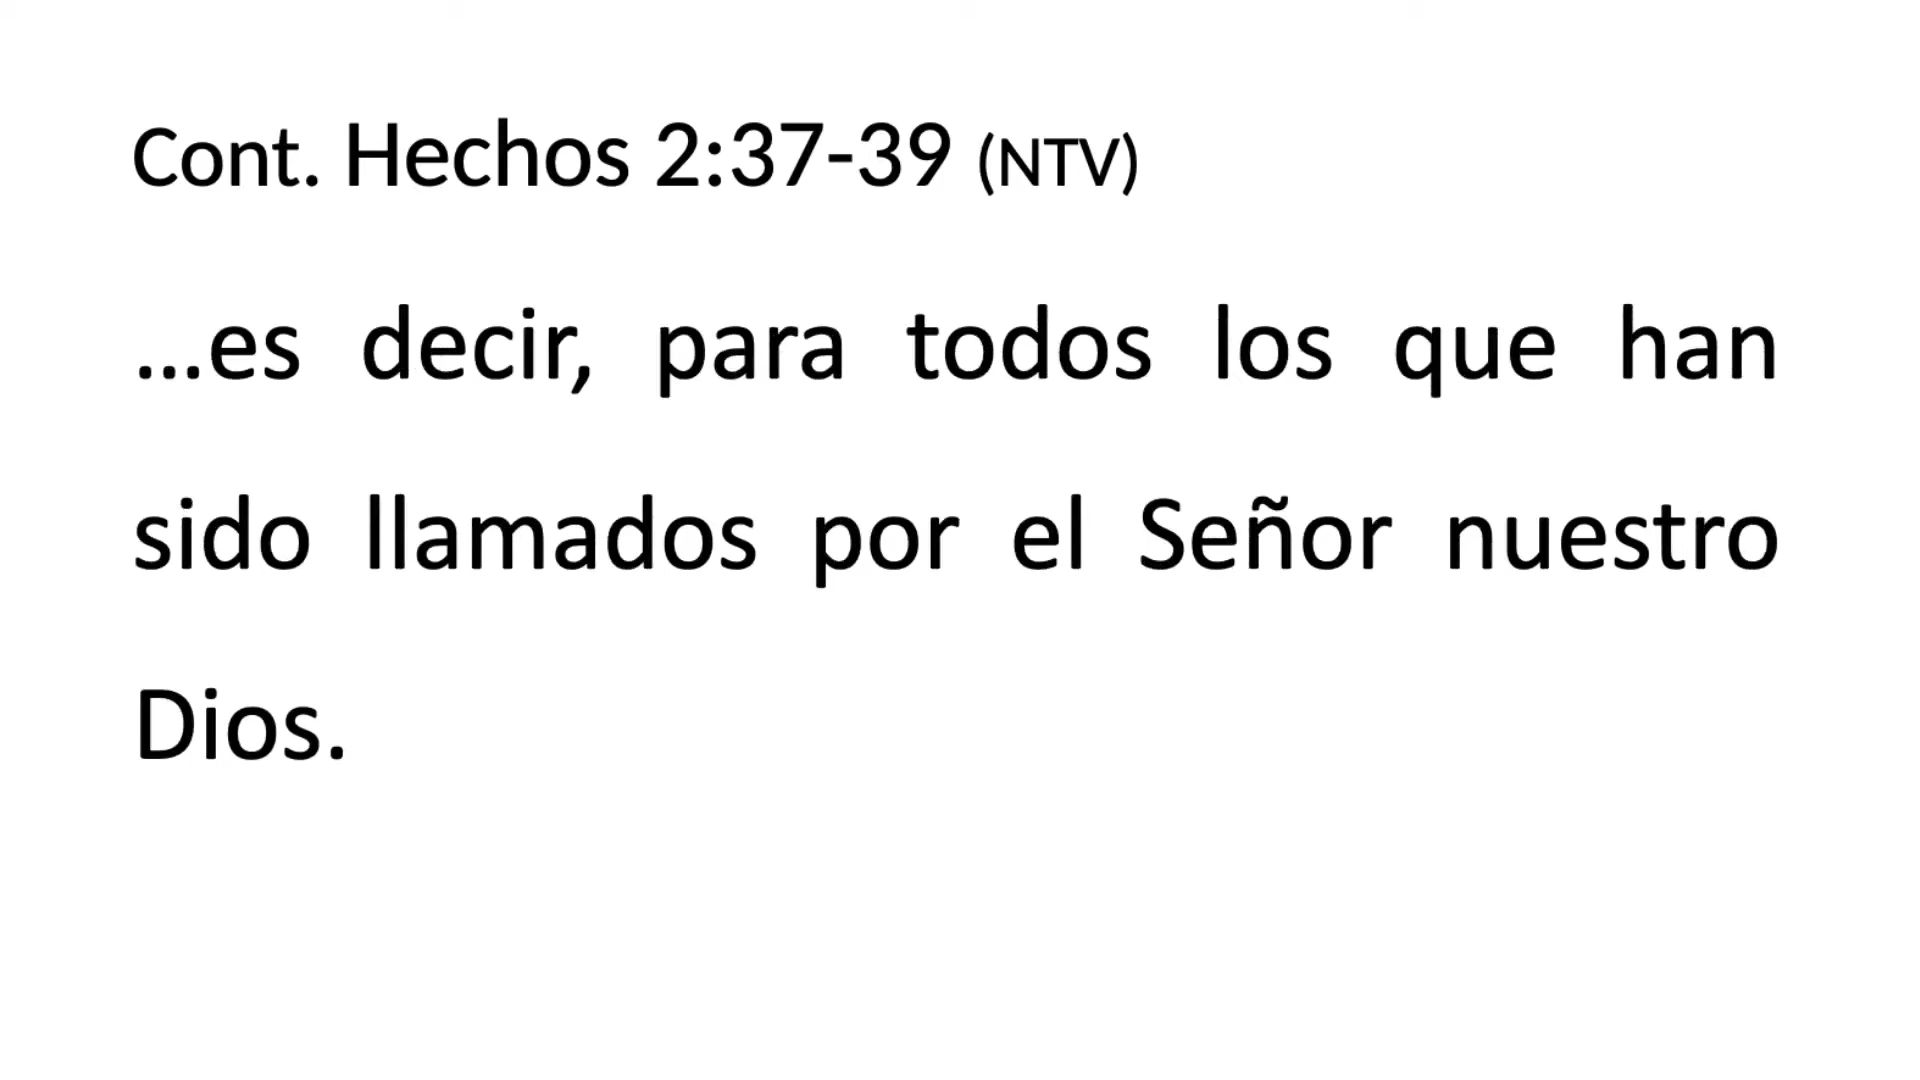 Cont. Hechos 2:37-39 (NTV)
…es decir, para todos los que han
sido llamados por el Señor nuestro
Dios.